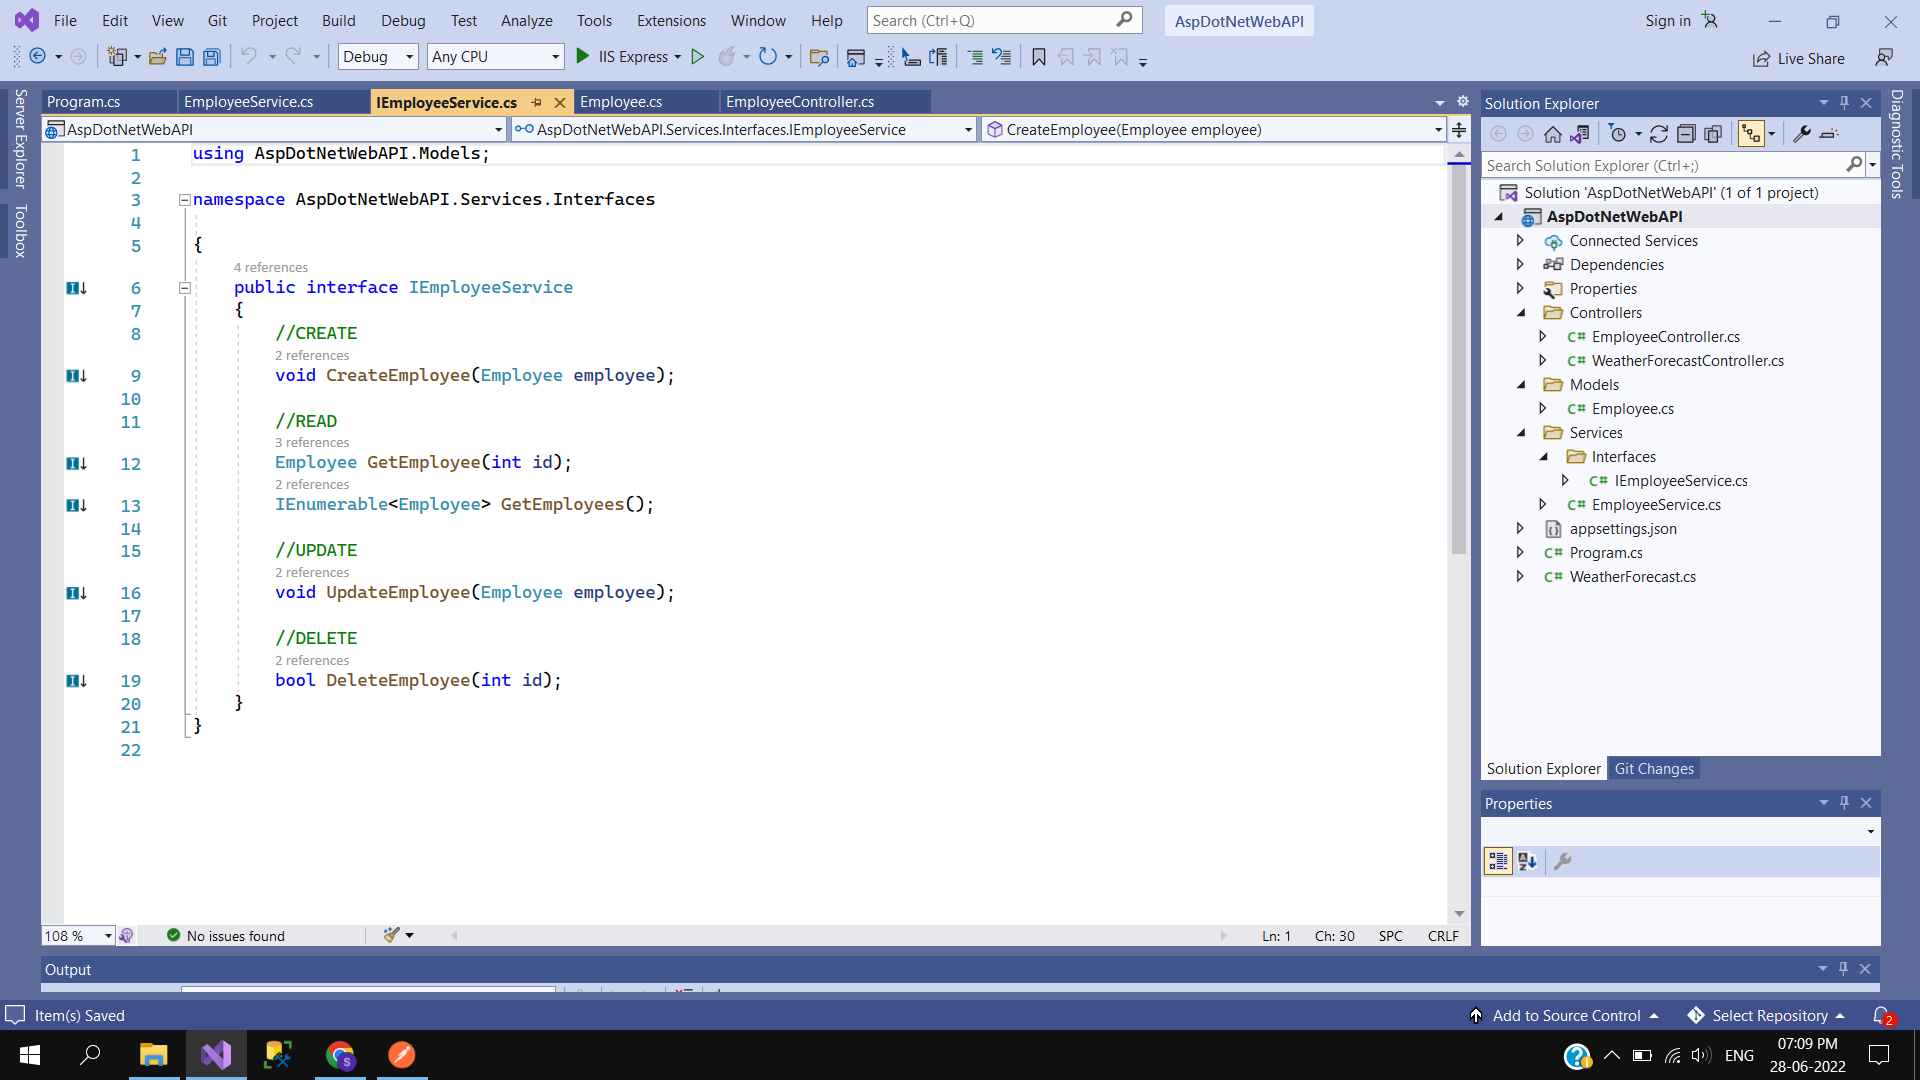 File Edit View Git Project Build Debug Test Analyze Tools Extensions Window Help Search (Ctrl+Q) AspDotNetWebAPI Sign in
Debug Any CPU IIS Express Live Share
Server Explorer
Toolbox
Program.cs EmployeeService.cs IEmployeeService.cs Employee.cs EmployeeController.cs
AspDotNetWebAPI AspDotNetWebAPI.Services.Interfaces.IEmployeeService CreateEmployee(Employee employee)
1 using AspDotNetWebAPI.Models;
2
3 namespace AspDotNetWebAPI.Services.Interfaces
4
5 {
4 references
6 public interface IEmployeeService
7 {
8 //CREATE
2 references
9 void CreateEmployee(Employee employee);
10
11 //READ
3 references
12 Employee GetEmployee(int id);
2 references
13 IEnumerable<Employee> GetEmployees();
14
15 //UPDATE
2 references
16 void UpdateEmployee(Employee employee);
17
18 //DELETE
2 references
19 bool DeleteEmployee(int id);
20 }
21 }
22
108 % No issues found Ln: 1 Ch: 30 SPC CRLF
Solution Explorer
Search Solution Explorer (Ctrl+;)
Solution 'AspDotNetWebAPI' (1 of 1 project)
AspDotNetWebAPI
Connected Services
Dependencies
Properties
Controllers
C# EmployeeController.cs
C# WeatherForecastController.cs
Models
C# Employee.cs
Services
Interfaces
C# IEmployeeService.cs
C# EmployeeService.cs
appsettings.json
C# Program.cs
C# WeatherForecast.cs
Solution Explorer Git Changes
Properties
Diagnostic Tools
Output
Item(s) Saved Add to Source Control Select Repository 2
ENG 07:09 PM
28-06-2022